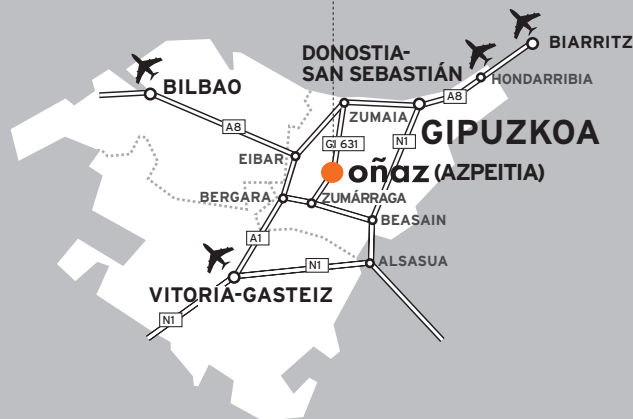 BIARRITZ
DONOSTIA-
SAN SEBASTIÁN
HONDARRIBIA
BILBAO
A8
ZUMAIA
A8
GIPUZKOA
N1
GI 631
EIBAR
oñaz (AZPEITIA)
BERGARA
ZUMÁRRAGA
BEASAIN
A1
N1
ALSASUA
VITORIA-GASTEIZ
N1